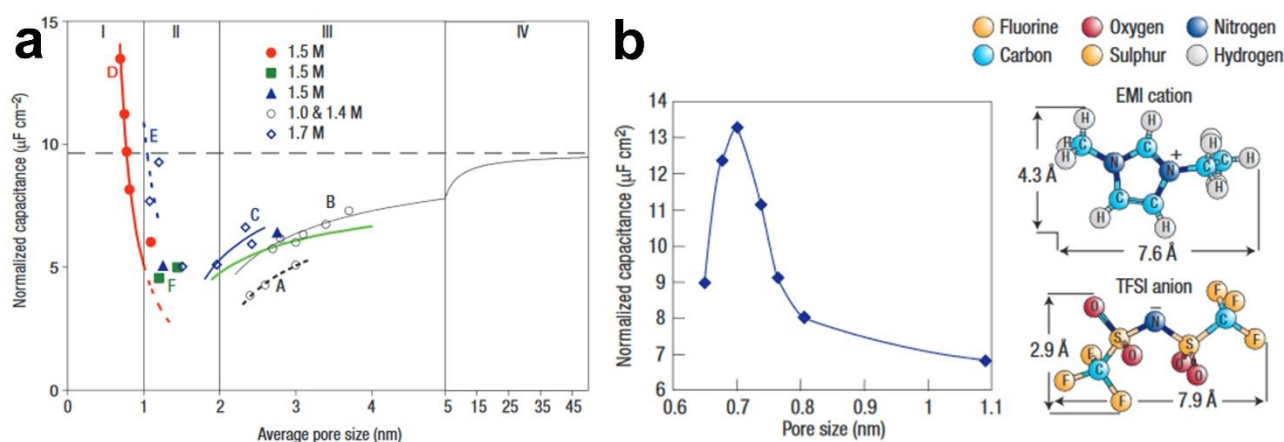 a
I II III IV
Normalized capacitance (μF cm⁻²)
15
10
5
0
1.5 M
1.5 M
1.5 M
1.0 & 1.4 M
1.7 M
D
E
F
C
B
A
0 1 2 3 4 5 15 25 35 45
Average pore size (nm)
b
Normalized capacitance (μF cm²)
14
13
12
11
10
9
8
7
6
0.6 0.7 0.8 0.9 1 1.1
Pore size (nm)
Fluorine Oxygen Nitrogen
Carbon Sulphur Hydrogen
EMI cation
4.3 Å
H H H H H H H H
C C C C C
N N
+
7.6 Å
TFSI anion
2.9 Å
O O O O
S S
N
−
C C
F F F F F F
7.9 Å